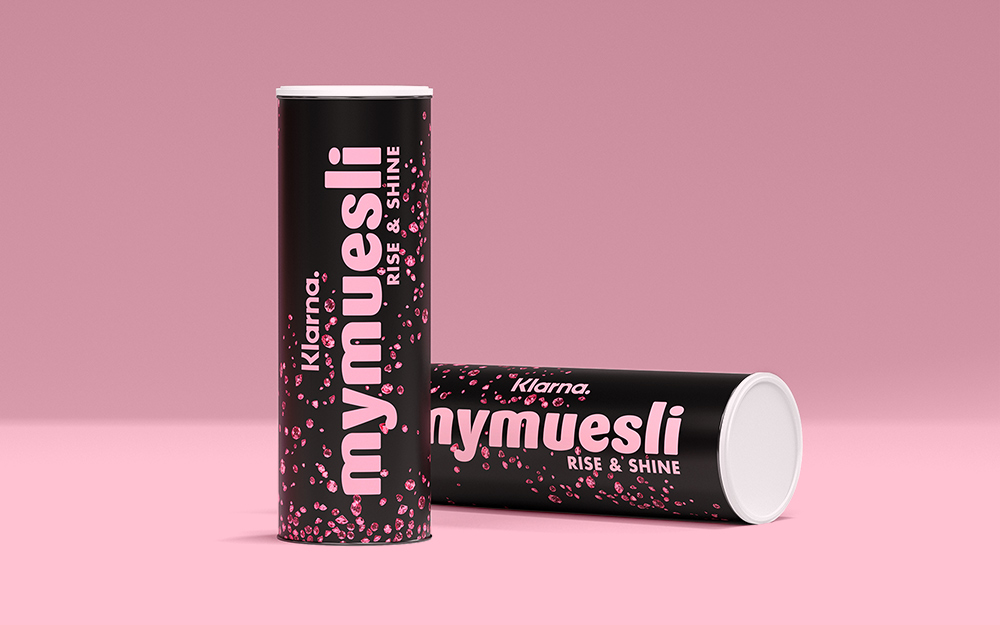 Klarna.
mymuesli
RISE & SHINE
Klarna.
mymuesli
RISE & SHINE